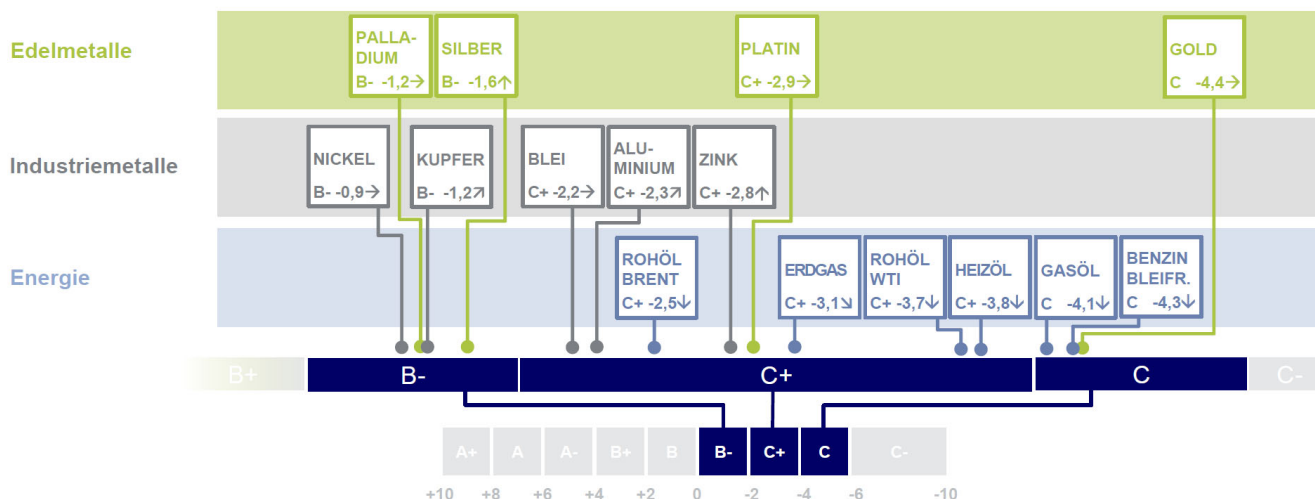 Edelmetalle
PALLA-
DIUM
B- -1,2→
SILBER
B- -1,6↑
PLATIN
C+ -2,9→
GOLD
C -4,4→
Industriemetalle
NICKEL
B- -0,9→
KUPFER
B- -1,2↗
BLEI
C+ -2,2→
ALU-
MINIUM
C+ -2,3↗
ZINK
C+ -2,8↑
Energie
ROHÖL
BRENT
C+ -2,5↓
ERDGAS
C+ -3,1↘
ROHÖL
WTI
C+ -3,7↓
HEIZÖL
C+ -3,8↓
GASÖL
C -4,1↓
BENZIN
BLEIFR.
C -4,3↓
B+ B- C+ C C-
A+ A A- B+ B B- C+ C C-
+10 +8 +6 +4 +2 0 -2 -4 -6 -10